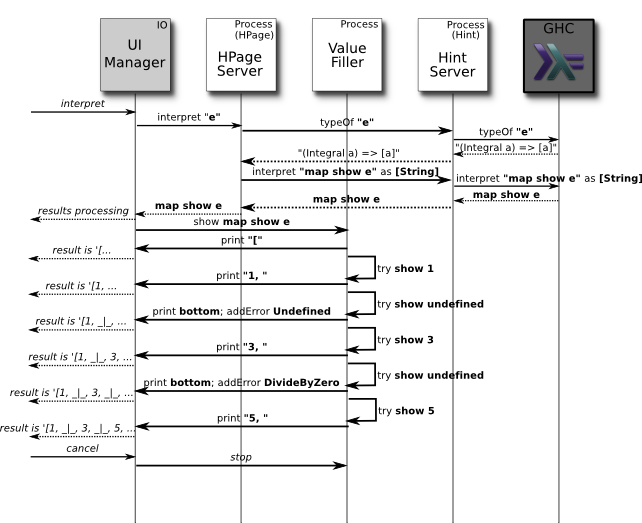 IO
UI
Manager
Process
(HPage)
HPage
Server
Process
Value
Filler
Process
(Hint)
Hint
Server
GHC
interpret
interpret "e"
typeOf "e"
typeOf "e"
"(Integral a) => [a]"
"(Integral a) => [a]"
interpret "map show e" as [String]
interpret "map show e" as [String]
map show e
map show e
map show e
results processing
show map show e
print "["
result is '[...
try show 1
print "1, "
result is '[1, ...
try show undefined
print bottom; addError Undefined
result is '[1, _|_, ...
try show 3
print "3, "
result is '[1, _|_, 3, ...
try show undefined
print bottom; addError DivideByZero
result is '[1, _|_, 3, _|_, ...
try show 5
print "5, "
result is '[1, _|_, 3, _|_, 5, ...
cancel
stop